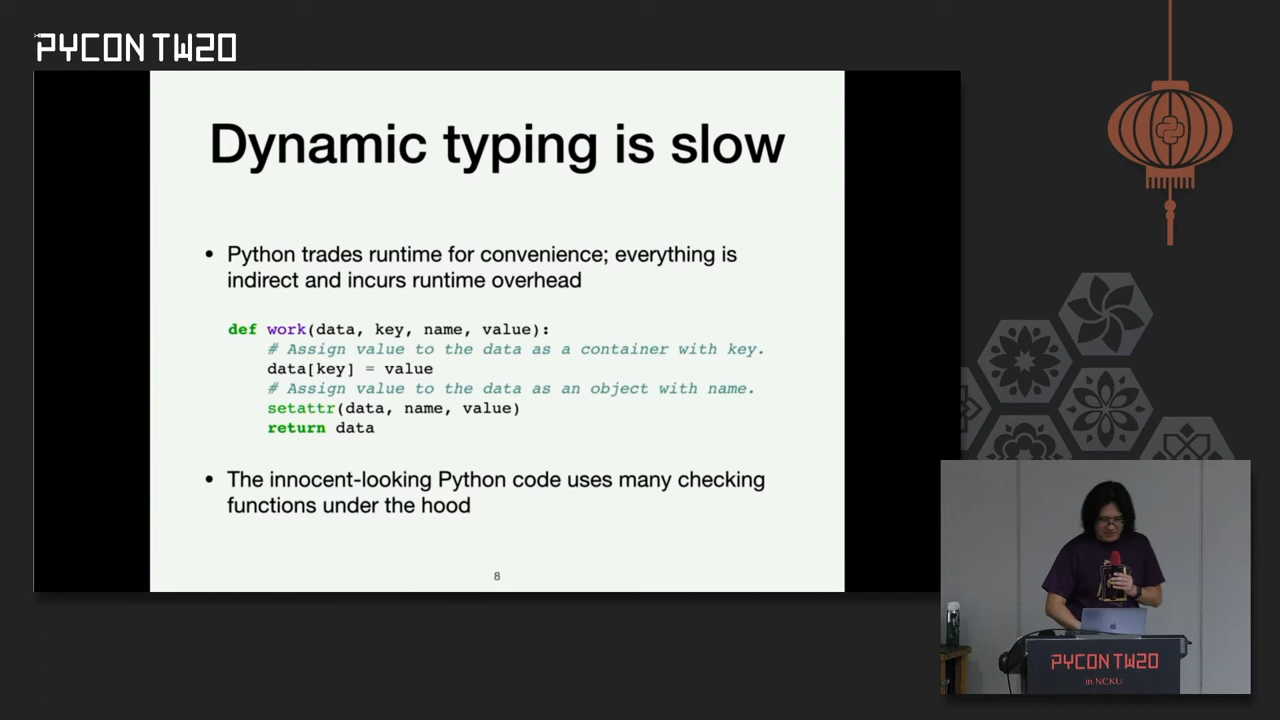 PYCON TW20
Dynamic typing is slow
• Python trades runtime for convenience; everything is
indirect and incurs runtime overhead
def work(data, key, name, value):
    # Assign value to the data as a container with key.
    data[key] = value
    # Assign value to the data as an object with name.
    setattr(data, name, value)
    return data
• The innocent-looking Python code uses many checking
functions under the hood
8
PYCON TW20
in NCKU